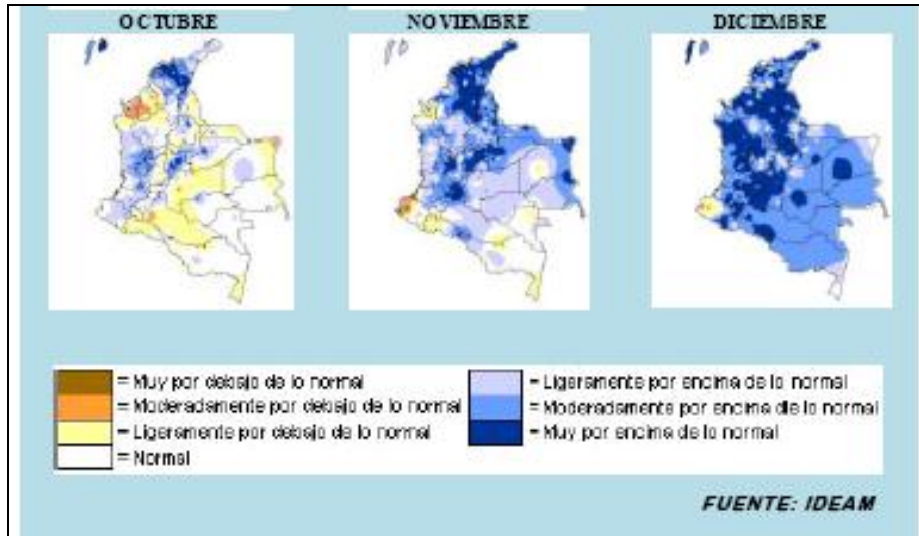 OCTUBRE
NOVIEMBRE
DICIEMBRE
= Muy por debajo de lo normal
= Moderadamente por debajo de lo normal
= Ligeramente por debajo de lo normal
= Normal
= Ligeramente por encima de lo normal
= Moderadamente por encima de lo normal
= Muy por encima de lo normal
FUENTE: IDEAM